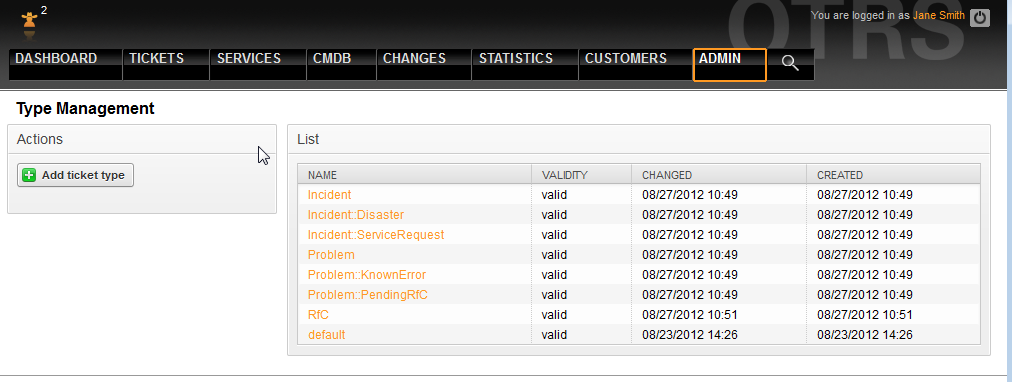 2
You are logged in as Jane Smith
OTRS
DASHBOARD TICKETS SERVICES CMDB CHANGES STATISTICS CUSTOMERS ADMIN
Type Management
Actions
Add ticket type
List
NAME VALIDITY CHANGED CREATED
Incident valid 08/27/2012 10:49 08/27/2012 10:49
Incident::Disaster valid 08/27/2012 10:49 08/27/2012 10:49
Incident::ServiceRequest valid 08/27/2012 10:49 08/27/2012 10:49
Problem valid 08/27/2012 10:49 08/27/2012 10:49
Problem::KnownError valid 08/27/2012 10:49 08/27/2012 10:49
Problem::PendingRfC valid 08/27/2012 10:49 08/27/2012 10:49
RfC valid 08/27/2012 10:51 08/27/2012 10:51
default valid 08/23/2012 14:26 08/23/2012 14:26